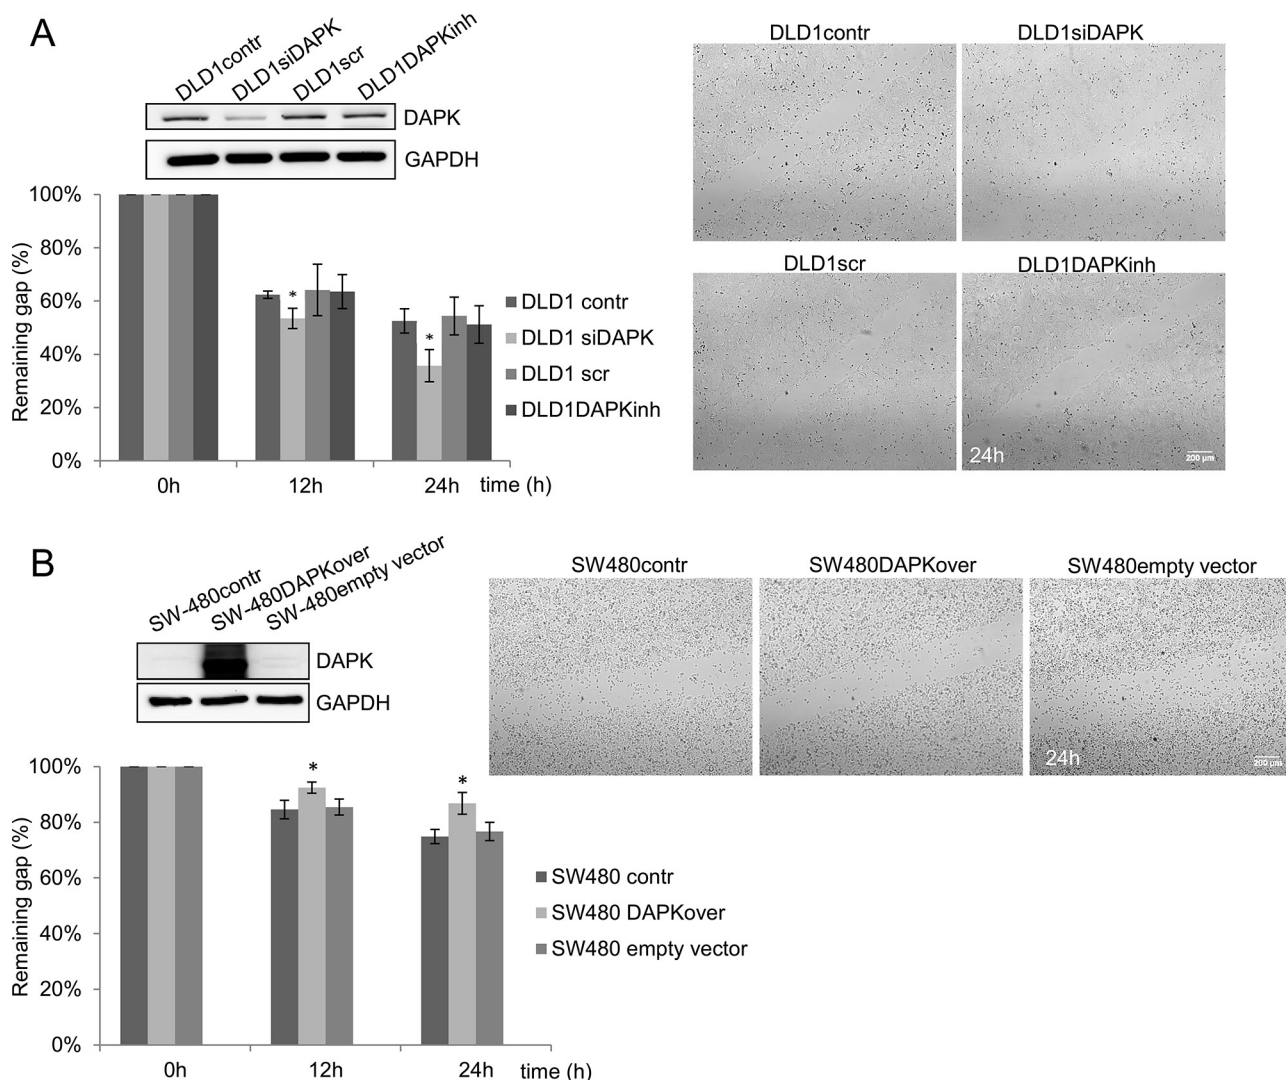 A
DLD1contr
DLD1siDAPK
DLD1scr
DLD1DAPKinh
DAPK
GAPDH
100%
80%
60%
40%
20%
0%
Remaining gap (%)
*
*
0h
12h
24h
time (h)
DLD1 contr
DLD1 siDAPK
DLD1 scr
DLD1DAPKinh
DLD1contr
DLD1siDAPK
DLD1scr
DLD1DAPKinh
24h
200 µm
B
SW-480contr
SW-480DAPKover
SW-480empty vector
DAPK
GAPDH
100%
80%
60%
40%
20%
0%
Remaining gap (%)
*
*
0h
12h
24h
time (h)
SW480 contr
SW480 DAPKover
SW480 empty vector
SW480contr
SW480DAPKover
SW480empty vector
24h
200 µm